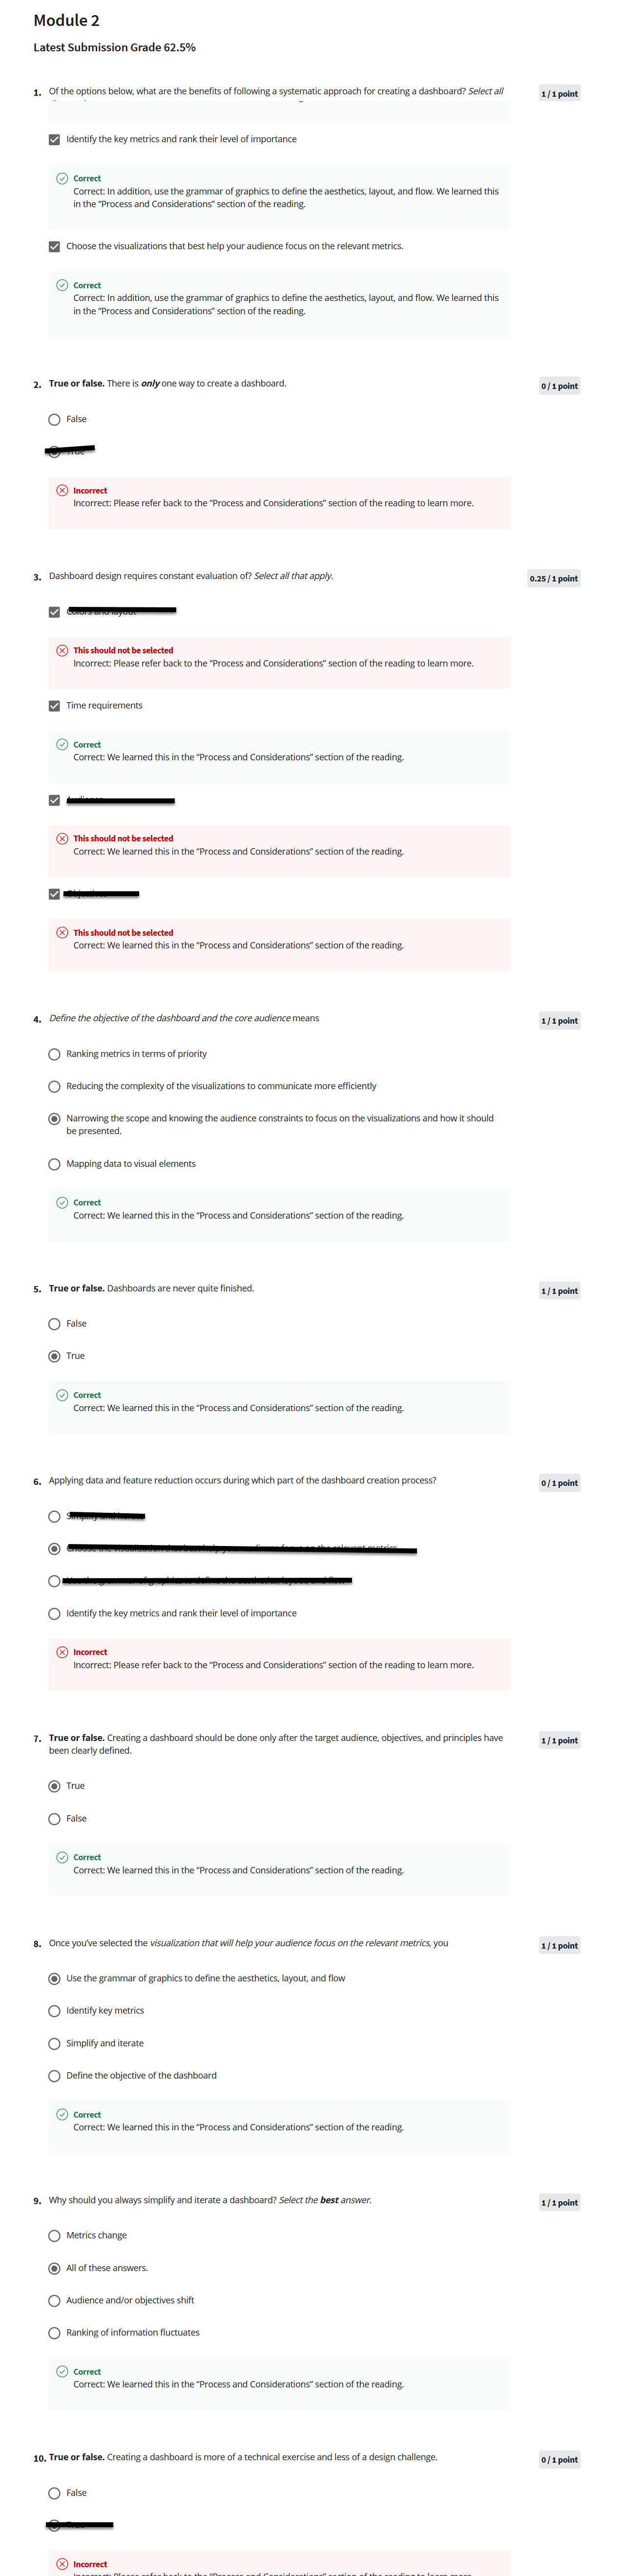 Module 2
Latest Submission Grade 62.5%
1. Of the options below, what are the benefits of following a systematic approach for creating a dashboard? Select all
1 / 1 point
Identify the key metrics and rank their level of importance
Correct
Correct: In addition, use the grammar of graphics to define the aesthetics, layout, and flow. We learned this
in the “Process and Considerations” section of the reading.
Choose the visualizations that best help your audience focus on the relevant metrics.
Correct
Correct: In addition, use the grammar of graphics to define the aesthetics, layout, and flow. We learned this
in the “Process and Considerations” section of the reading.
2. True or false. There is only one way to create a dashboard.
0 / 1 point
False
Incorrect
Incorrect: Please refer back to the “Process and Considerations” section of the reading to learn more.
3. Dashboard design requires constant evaluation of? Select all that apply.
0.25 / 1 point
This should not be selected
Incorrect: Please refer back to the “Process and Considerations” section of the reading to learn more.
Time requirements
Correct
Correct: We learned this in the “Process and Considerations” section of the reading.
This should not be selected
Correct: We learned this in the “Process and Considerations” section of the reading.
This should not be selected
Correct: We learned this in the “Process and Considerations” section of the reading.
4. Define the objective of the dashboard and the core audience means
1 / 1 point
Ranking metrics in terms of priority
Reducing the complexity of the visualizations to communicate more efficiently
Narrowing the scope and knowing the audience constraints to focus on the visualizations and how it should
be presented.
Mapping data to visual elements
Correct
Correct: We learned this in the “Process and Considerations” section of the reading.
5. True or false. Dashboards are never quite finished.
1 / 1 point
False
True
Correct
Correct: We learned this in the “Process and Considerations” section of the reading.
6. Applying data and feature reduction occurs during which part of the dashboard creation process?
0 / 1 point
Identify the key metrics and rank their level of importance
Incorrect
Incorrect: Please refer back to the “Process and Considerations” section of the reading to learn more.
7. True or false. Creating a dashboard should be done only after the target audience, objectives, and principles have
been clearly defined.
1 / 1 point
True
False
Correct
Correct: We learned this in the “Process and Considerations” section of the reading.
8. Once you’ve selected the visualization that will help your audience focus on the relevant metrics, you
1 / 1 point
Use the grammar of graphics to define the aesthetics, layout, and flow
Identify key metrics
Simplify and iterate
Define the objective of the dashboard
Correct
Correct: We learned this in the “Process and Considerations” section of the reading.
9. Why should you always simplify and iterate a dashboard? Select the best answer.
1 / 1 point
Metrics change
All of these answers.
Audience and/or objectives shift
Ranking of information fluctuates
Correct
Correct: We learned this in the “Process and Considerations” section of the reading.
10. True or false. Creating a dashboard is more of a technical exercise and less of a design challenge.
0 / 1 point
False
Incorrect